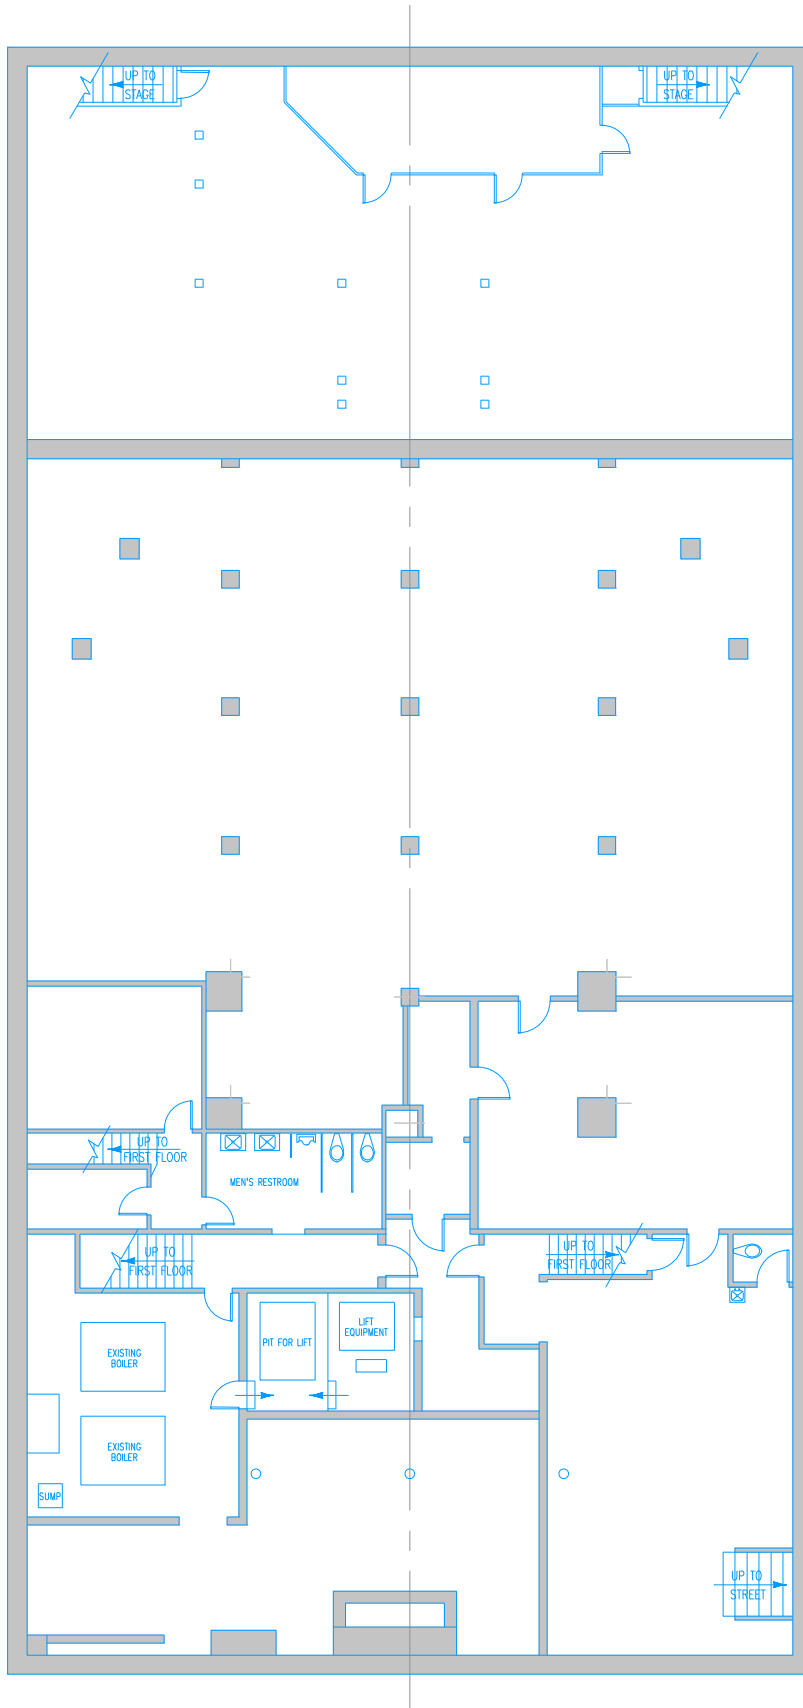 UP TO
STAGE
UP TO
STAGE
UP TO
FIRST FLOOR
MEN'S RESTROOM
UP TO
FIRST FLOOR
UP TO
FIRST FLOOR
LIFT
EQUIPMENT
PIT FOR LIFT
EXISTING
BOILER
EXISTING
BOILER
SUMP
UP TO
STREET